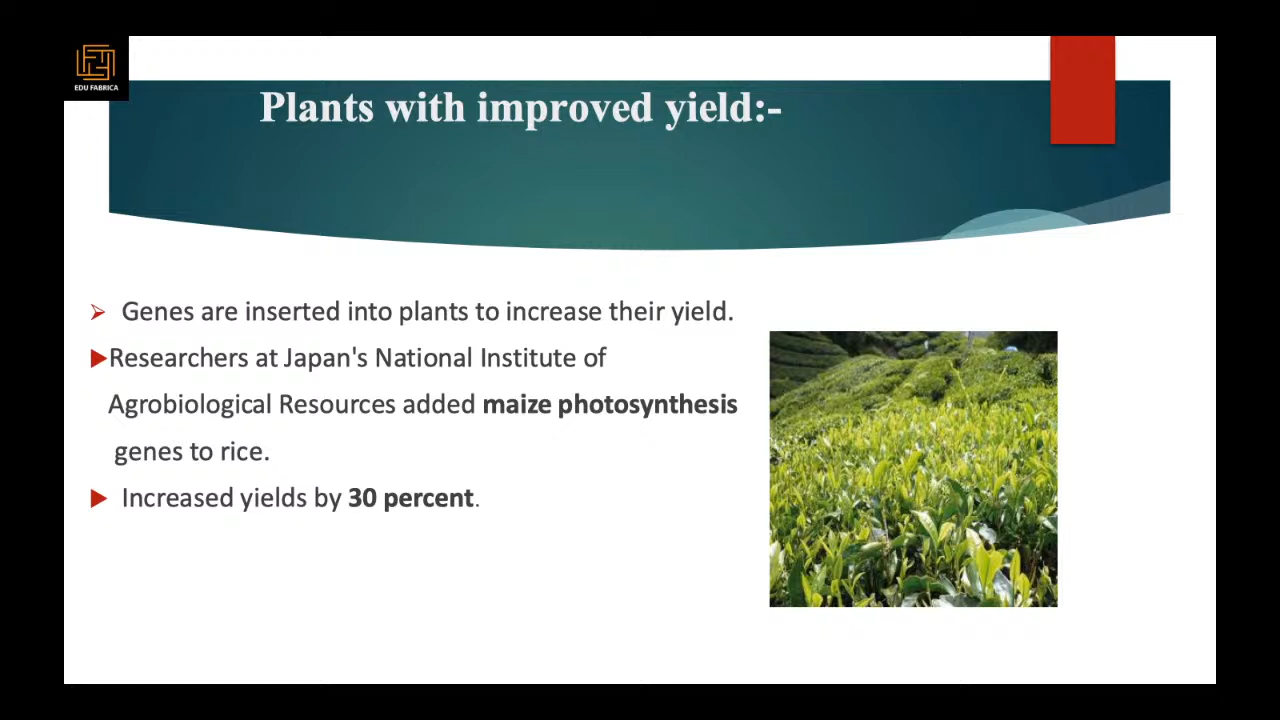 EDU FABRICA
Plants with improved yield:-
Genes are inserted into plants to increase their yield.
Researchers at Japan's National Institute of
Agrobiological Resources added maize photosynthesis
genes to rice.
Increased yields by 30 percent.